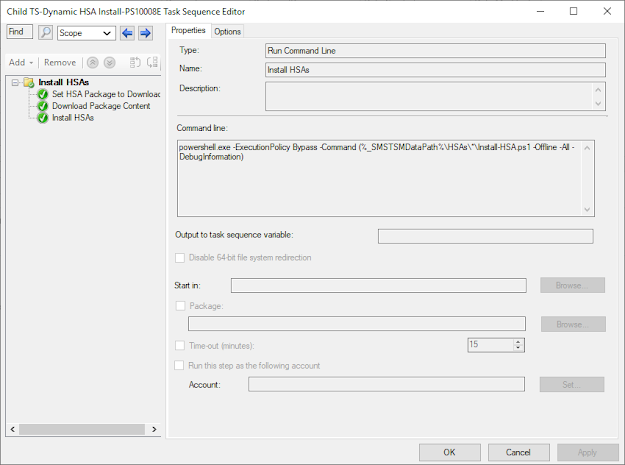 Child TS-Dynamic HSA Install-PS10008E Task Sequence Editor
Find
Scope
Add
Remove
Install HSAs
Set HSA Package to Download
Download Package Content
Install HSAs
Properties
Options
Type:
Run Command Line
Name:
Install HSAs
Description:
Command line:
powershell.exe -ExecutionPolicy Bypass -Command (%_SMSTSMDataPath%\HSAs\*\Install-HSA.ps1 -Offline -All -
DebugInformation)
Output to task sequence variable:
Disable 64-bit file system redirection
Start in:
Browse...
Package:
Browse...
Time-out (minutes):
15
Run this step as the following account
Account:
Set...
OK
Cancel
Apply